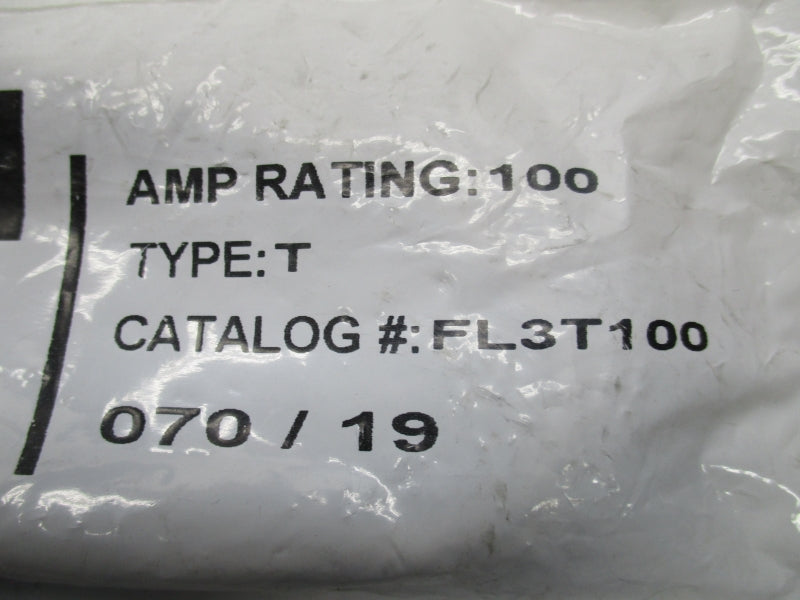 AMP RATING: 100
TYPE: T
CATALOG #: FL3T100
070 / 19